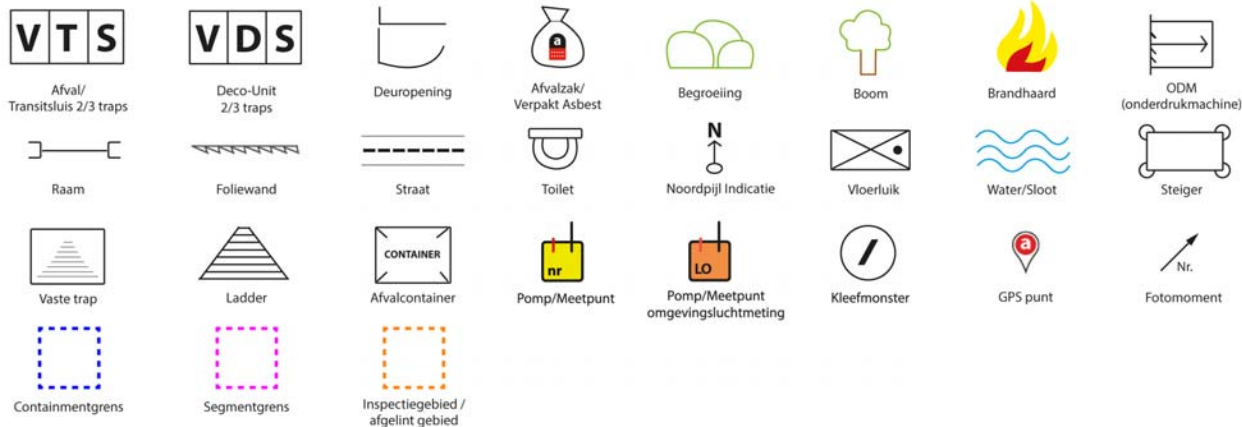 V T S
V D S
a
Afval/
Transitsluis 2/3 traps
Deco-Unit
2/3 traps
Deuropening
Afvalzak/
Verpakt Asbest
Begroeiing
Boom
Brandhaard
ODM
(onderdrukmachine)
N
Raam
Foliewand
Straat
Toilet
Noordpijl Indicatie
Vloerluik
Water/Sloot
Steiger
CONTAINER
nr
LO
a
Nr.
Vaste trap
Ladder
Afvalcontainer
Pomp/Meetpunt
Pomp/Meetpunt
omgevingsluchtmeting
Kleefmonster
GPS punt
Fotomoment
Containmentgrens
Segmentgrens
Inspectiegebied /
afgelint gebied